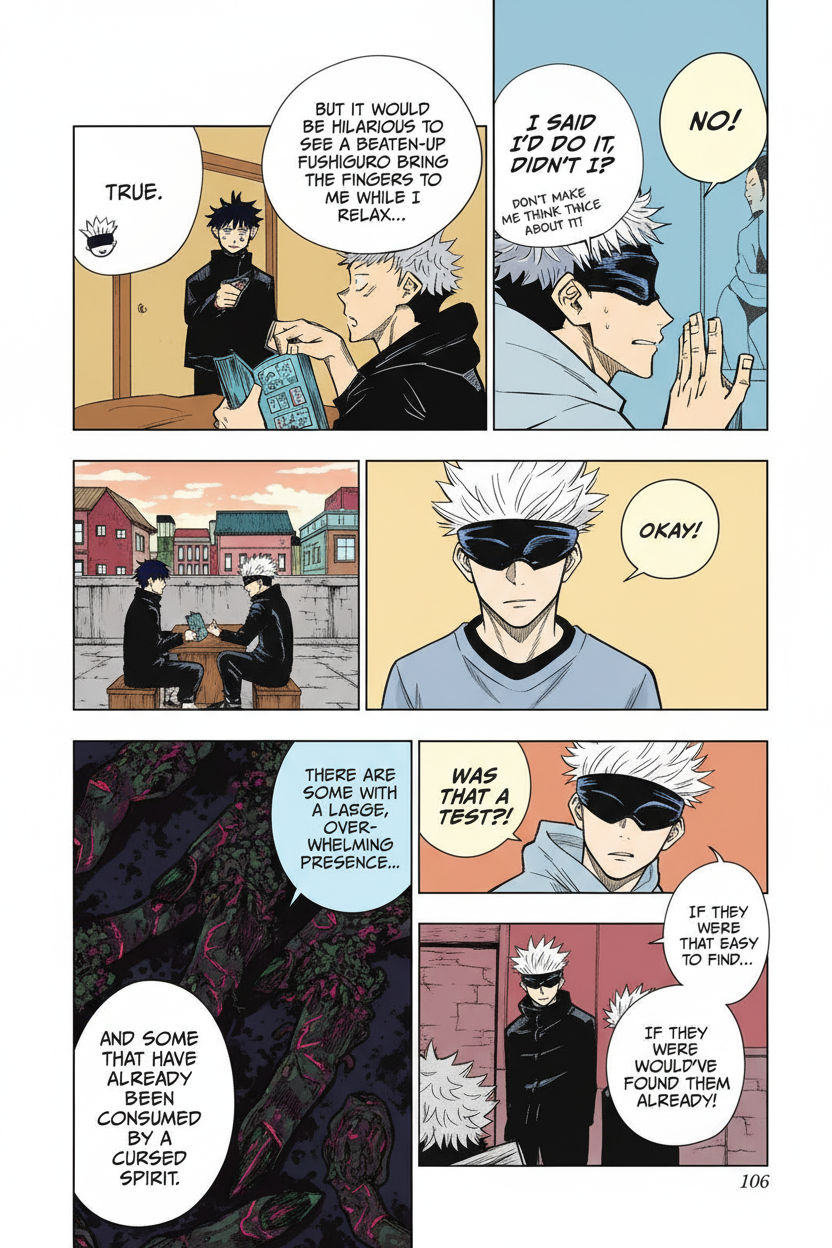 NO!
I SAID
I'D DO IT,
DIDN'T I?
DON'T MAKE
ME THINK TWICE
ABOUT IT!
BUT IT WOULD
BE HILARIOUS TO
SEE A BEATEN-UP
FUSHIGURO BRING
THE FINGERS TO
ME WHILE I
RELAX...
TRUE.
OKAY!
WAS
THAT A
TEST?!
IF THEY
WERE
THAT EASY
TO FIND...
IF THEY
WERE
WOULD'VE
FOUND THEM
ALREADY!
THERE ARE
SOME WITH
A LASGE,
OVER-
WHELMING
PRESENCE...
AND SOME
THAT HAVE
ALREADY
BEEN
CONSUMED
BY A
CURSED
SPIRIT.
106